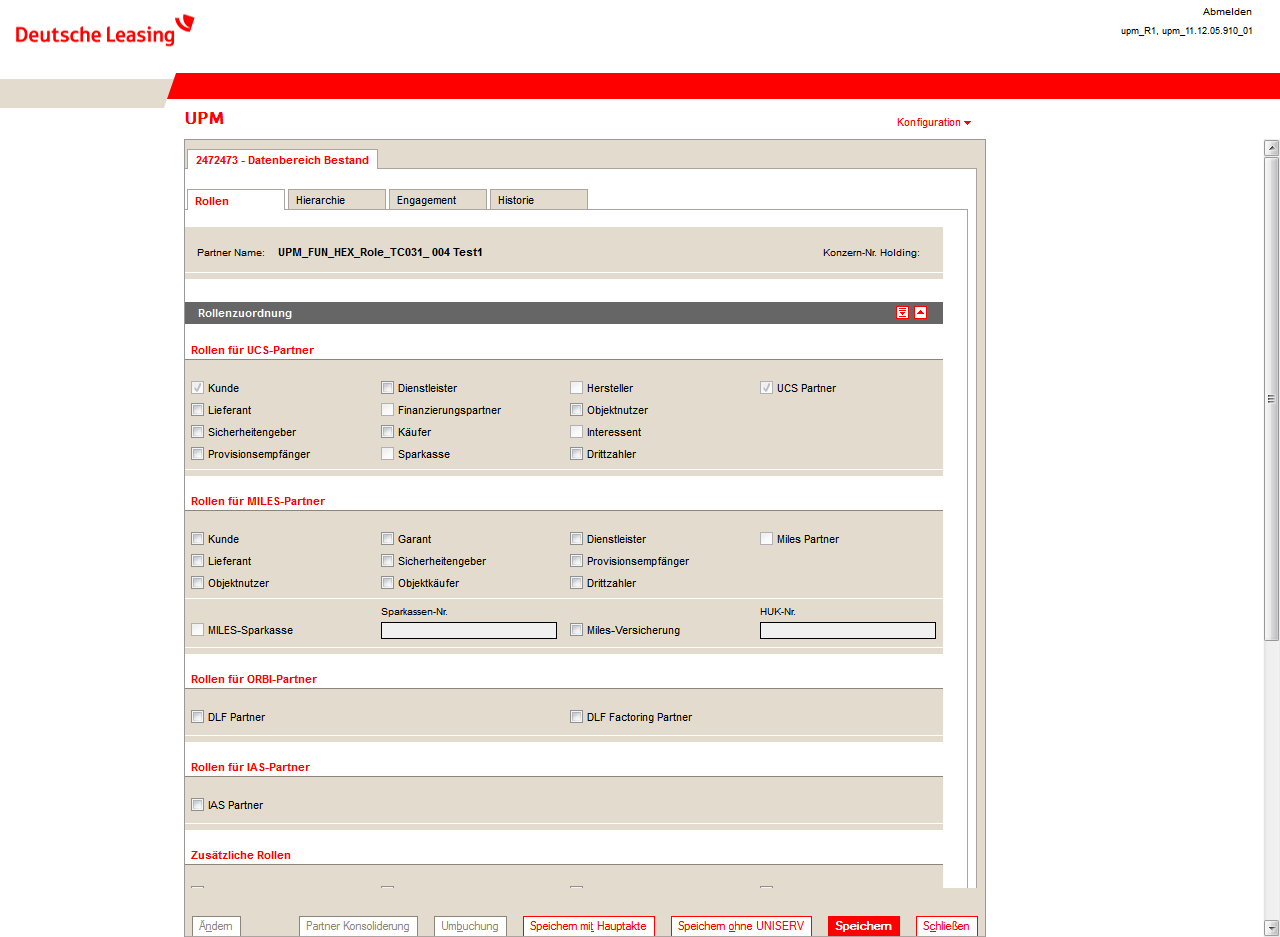 Deutsche Leasing
Abmelden
upm_R1, upm_11.12.05.910_01
UPM
Konfiguration
2472473 - Datenbereich Bestand
Rollen Hierarchie Engagement Historie
Partner Name: UPM_FUN_HEX_Role_TC031_ 004 Test1 Konzern-Nr. Holding:
Rollenzuordnung
Rollen für UCS-Partner
Kunde Dienstleister Hersteller UCS Partner
Lieferant Finanzierungspartner Objektnutzer
Sicherheitengeber Käufer Interessent
Provisionsempfänger Sparkasse Drittzahler
Rollen für MILES-Partner
Kunde Garant Dienstleister Miles Partner
Lieferant Sicherheitengeber Provisionsempfänger
Objektnutzer Objektkäufer Drittzahler
Sparkassen-Nr. HUK-Nr.
MILES-Sparkasse Miles-Versicherung
Rollen für ORBI-Partner
DLF Partner DLF Factoring Partner
Rollen für IAS-Partner
IAS Partner
Zusätzliche Rollen
Ändern Partner Konsolidierung Umbuchung Speichern mit Hauptakte Speichern ohne UNISERV Speichern Schließen